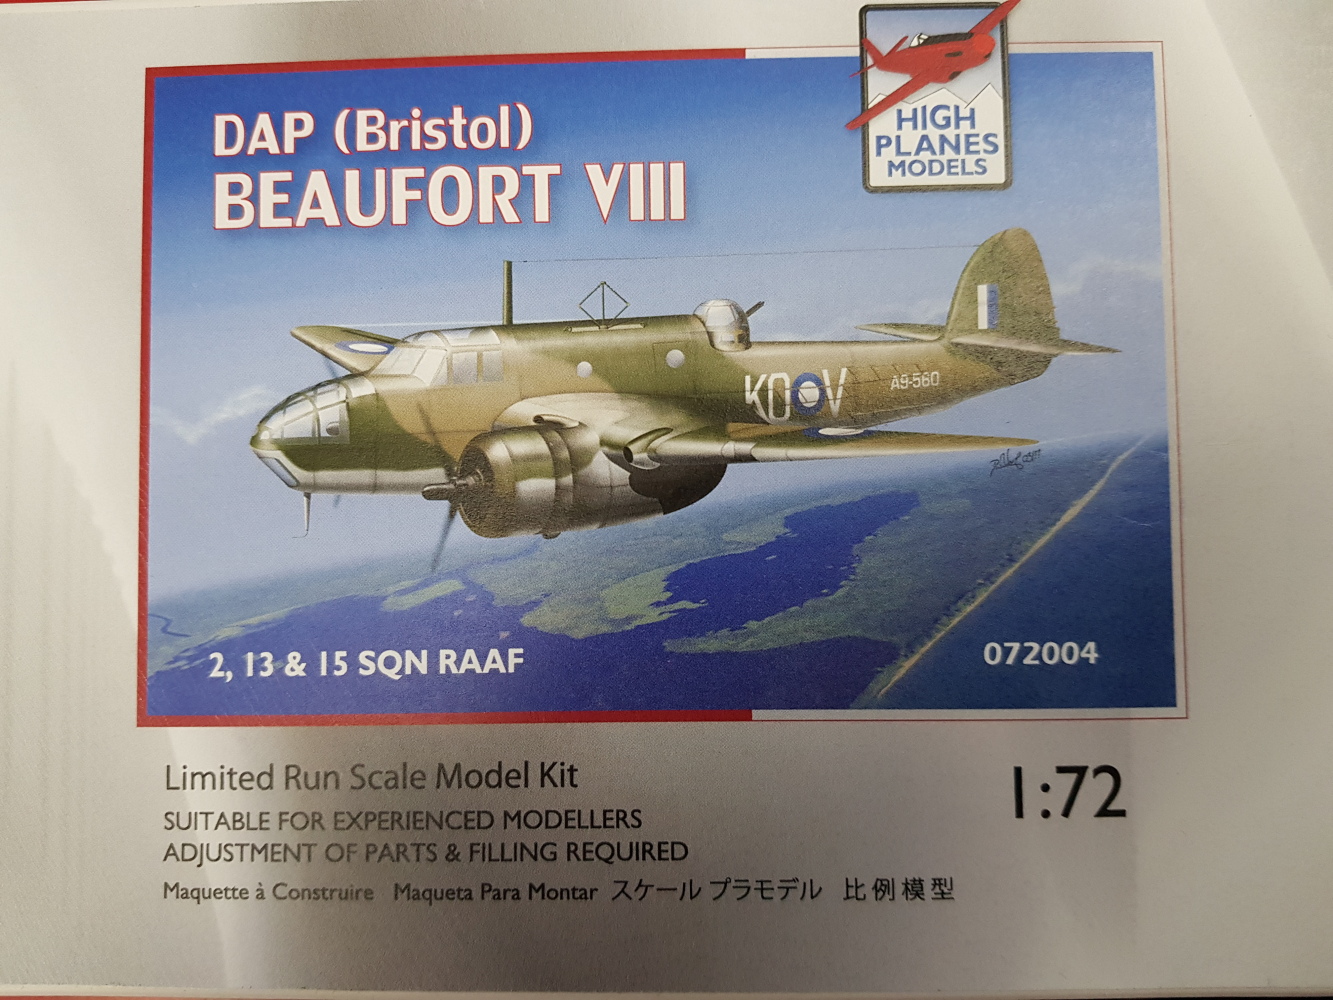 HIGH
PLANES
MODELS
DAP (Bristol)
BEAUFORT VIII
KO V
A9-560
2, 13 & 15 SQN RAAF
072004
Limited Run Scale Model Kit
1:72
SUITABLE FOR EXPERIENCED MODELLERS
ADJUSTMENT OF PARTS & FILLING REQUIRED
Maquette à Construire Maqueta Para Montar スケール プラモデル 比例模型